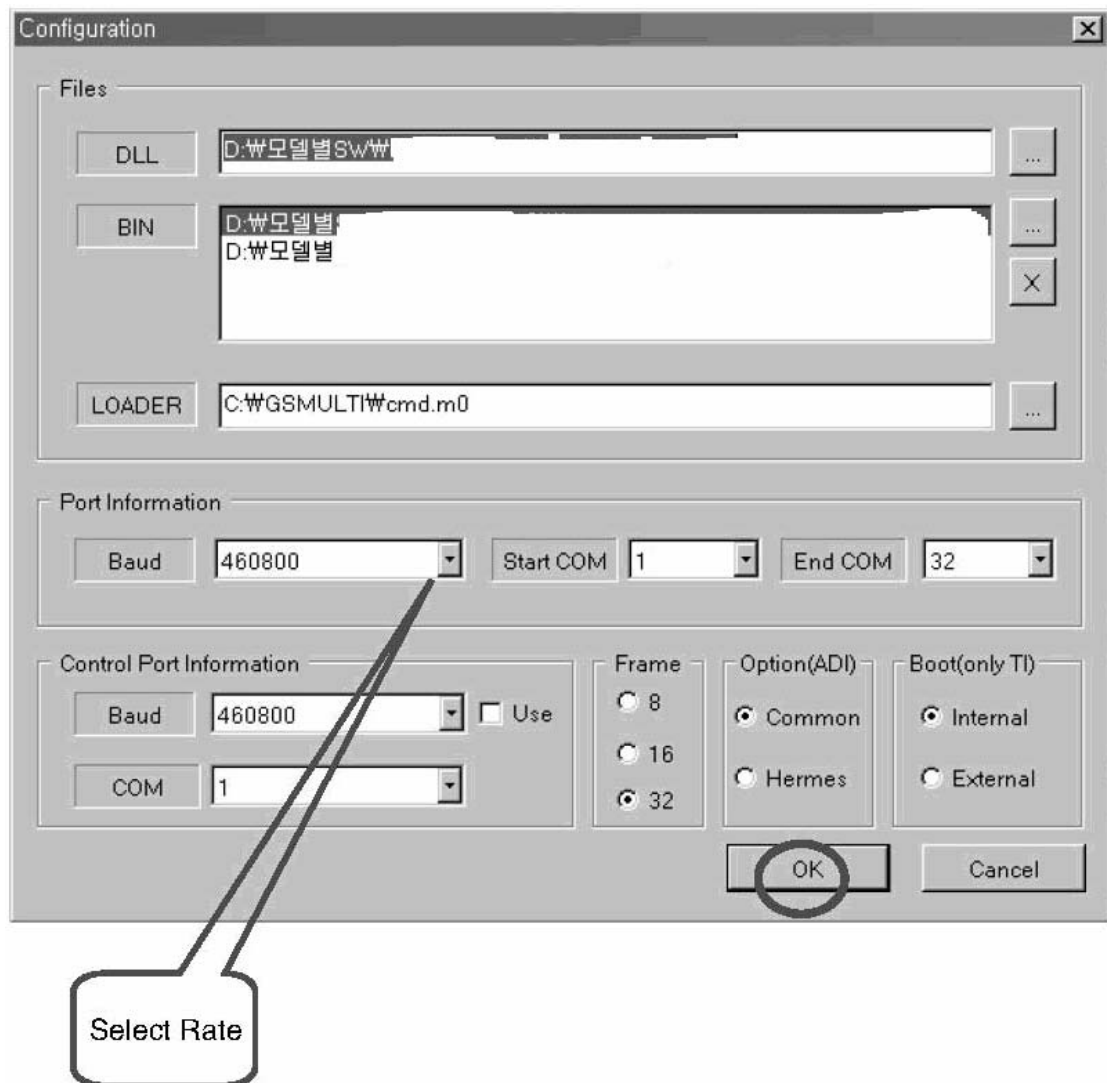 Configuration
Files
DLL
D:₩모델별SW₩
...
BIN
D:₩모델별
...
D:₩모델별
X
LOADER
C:₩GSMULTI₩cmd.m0
...
Port Information
Baud
460800
Start COM
1
End COM
32
Control Port Information
Baud
460800
Use
COM
1
Frame
8
16
32
Option(ADI)
Common
Hermes
Boot(only TI)
Internal
External
OK
Cancel
Select Rate